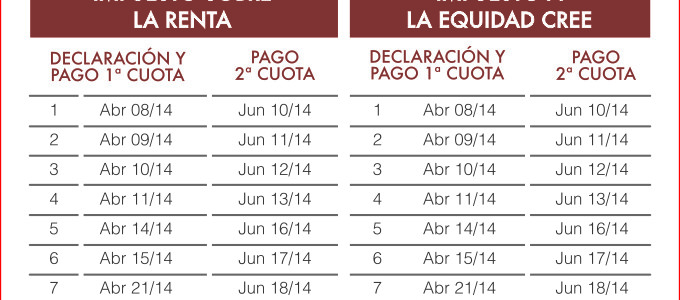 LA RENTA
LA EQUIDAD CREE
DECLARACIÓN Y PAGO
PAGO 1ª CUOTA 2ª CUOTA
DECLARACIÓN Y PAGO
PAGO 1ª CUOTA 2ª CUOTA
1 Abr 08/14 Jun 10/14 1 Abr 08/14 Jun 10/14
2 Abr 09/14 Jun 11/14 2 Abr 09/14 Jun 11/14
3 Abr 10/14 Jun 12/14 3 Abr 10/14 Jun 12/14
4 Abr 11/14 Jun 13/14 4 Abr 11/14 Jun 13/14
5 Abr 14/14 Jun 16/14 5 Abr 14/14 Jun 16/14
6 Abr 15/14 Jun 17/14 6 Abr 15/14 Jun 17/14
7 Abr 21/14 Jun 18/14 7 Abr 21/14 Jun 18/14